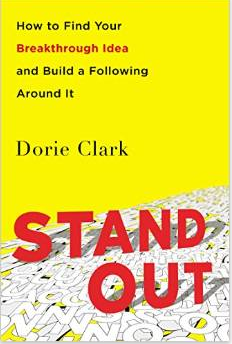 How to Find Your
Breakthrough Idea
and Build a Following
Around It
Dorie Clark
STAND
OUT